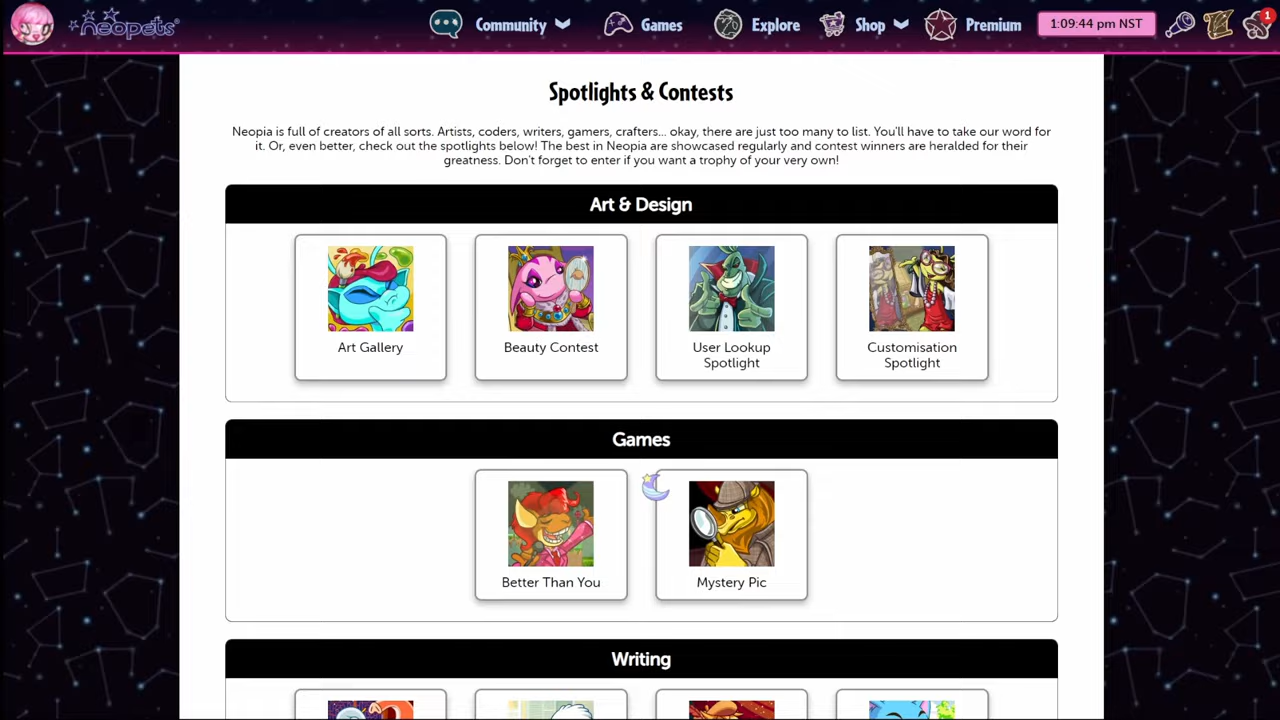 neopets
Community
Games
Explore
Shop
Premium
1:09:44 pm NST
1
Spotlights & Contests
Neopia is full of creators of all sorts. Artists, coders, writers, gamers, crafters... okay, there are just too many to list. You'll have to take our word for
it. Or, even better, check out the spotlights below! The best in Neopia are showcased regularly and contest winners are heralded for their
greatness. Don't forget to enter if you want a trophy of your very own!
Art & Design
Art Gallery
Beauty Contest
User Lookup
Spotlight
Customisation
Spotlight
Games
Better Than You
Mystery Pic
Writing